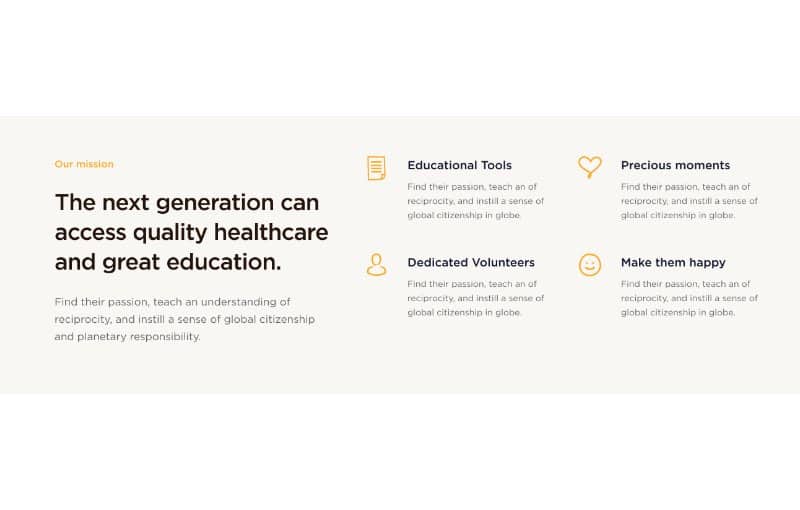 Our mission
The next generation can
access quality healthcare
and great education.
Find their passion, teach an understanding of
reciprocity, and instill a sense of global citizenship
and planetary responsibility.
Educational Tools
Find their passion, teach an of
reciprocity, and instill a sense of
global citizenship in globe.
Precious moments
Find their passion, teach an of
reciprocity, and instill a sense of
global citizenship in globe.
Dedicated Volunteers
Find their passion, teach an of
reciprocity, and instill a sense of
global citizenship in globe.
Make them happy
Find their passion, teach an of
reciprocity, and instill a sense of
global citizenship in globe.